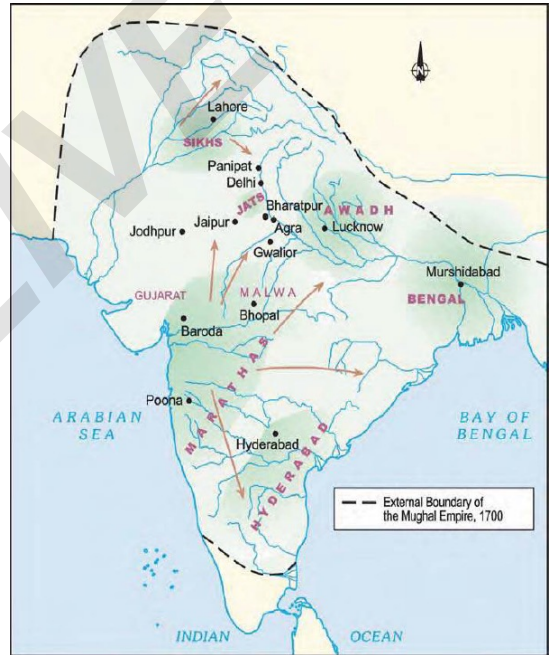 LIVE
N
Lahore
SIKHS
Panipat
Delhi
JATS
Bharatpur
AWADH
Jodhpur
Jaipur
Agra
Lucknow
Gwalior
Murshidabad
GUJARAT
MALWA
BENGAL
Bhopal
Baroda
MARATHAS
Poona
ARABIAN
SEA
BAY OF
BENGAL
Hyderabad
HYDERABAD
External Boundary of
the Mughal Empire, 1700
INDIAN OCEAN